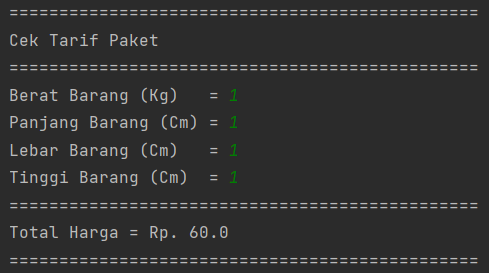 ===============================================
Cek Tarif Paket
===============================================
Berat Barang (Kg)   = 1
Panjang Barang (Cm) = 1
Lebar Barang (Cm)   = 1
Tinggi Barang (Cm)  = 1
===============================================
Total Harga = Rp. 60.0
===============================================